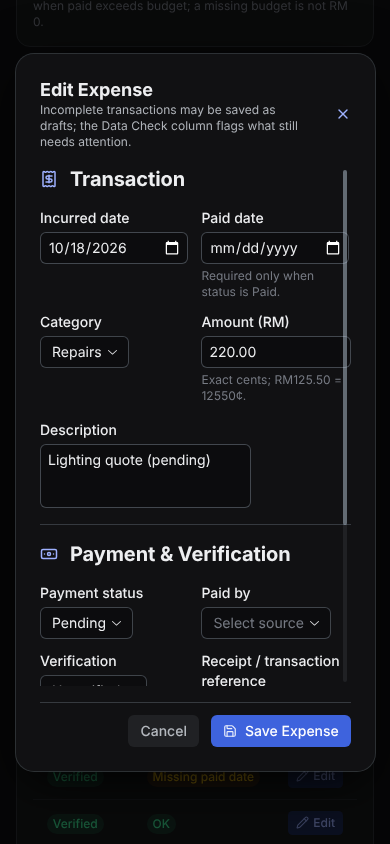 when paid exceeds budget; a missing budget is not RM
0.
Edit Expense
Incomplete transactions may be saved as
drafts; the Data Check column flags what still
needs attention.
Transaction
Incurred date
Paid date
10/18/2026
mm/dd/yyyy
Required only when
status is Paid.
Category
Amount (RM)
Repairs
220.00
Exact cents; RM125.50 =
12550¢.
Description
Lighting quote (pending)
Payment & Verification
Payment status
Paid by
Pending
Select source
Verification
Receipt / transaction
reference
Cancel
Save Expense
Verified
Missing paid date
Edit
Verified
OK
Edit